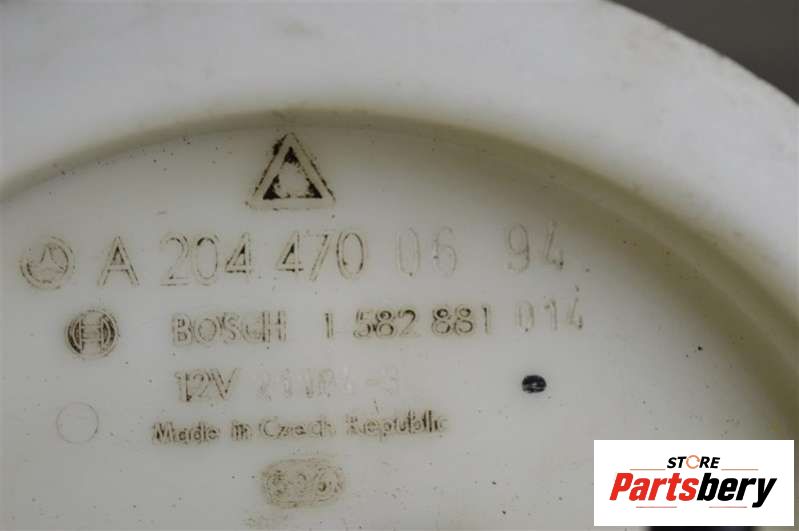 A 204 470 06 94
BOSCH 1 582 881 014
12V
Made in Czech Republic
STORE
Partsbery